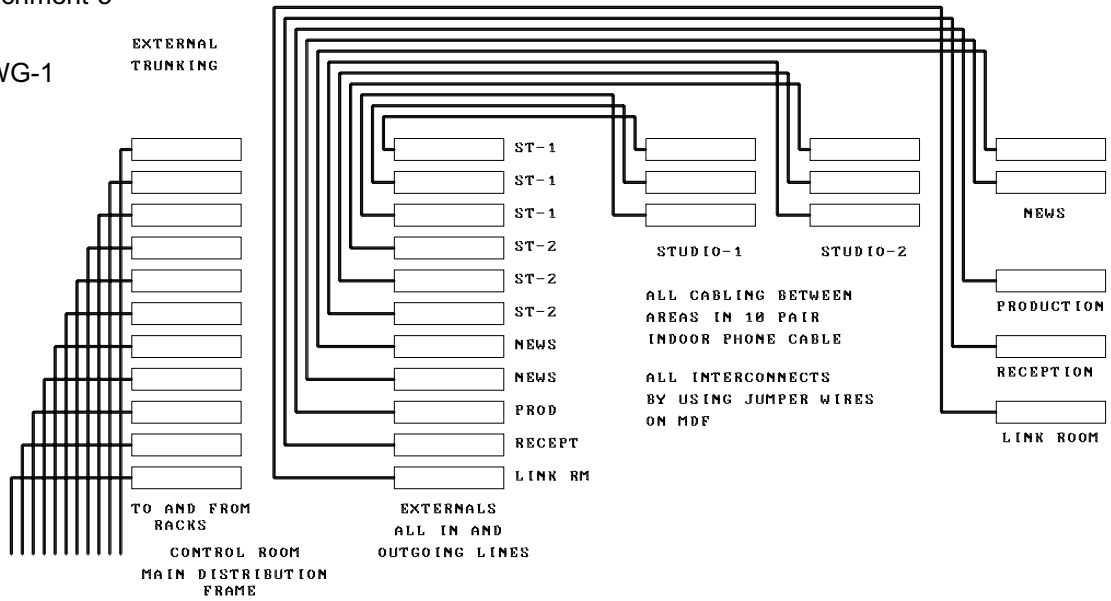 EXTERNAL
TRUNKING
WG-1
ST-1
ST-1
ST-1
ST-2
ST-2
ST-2
NEWS
NEWS
PROD
RECEPT
LINK RM
STUDIO-1
STUDIO-2
ALL CABLING BETWEEN
AREAS IN 10 PAIR
INDOOR PHONE CABLE
ALL INTERCONNECTS
BY USING JUMPER WIRES
ON MDF
NEWS
PRODUCTION
RECEPTION
LINK ROOM
TO AND FROM
RACKS
EXTERNALS
ALL IN AND
OUTGOING LINES
CONTROL ROOM
MAIN DISTRIBUTION
FRAME